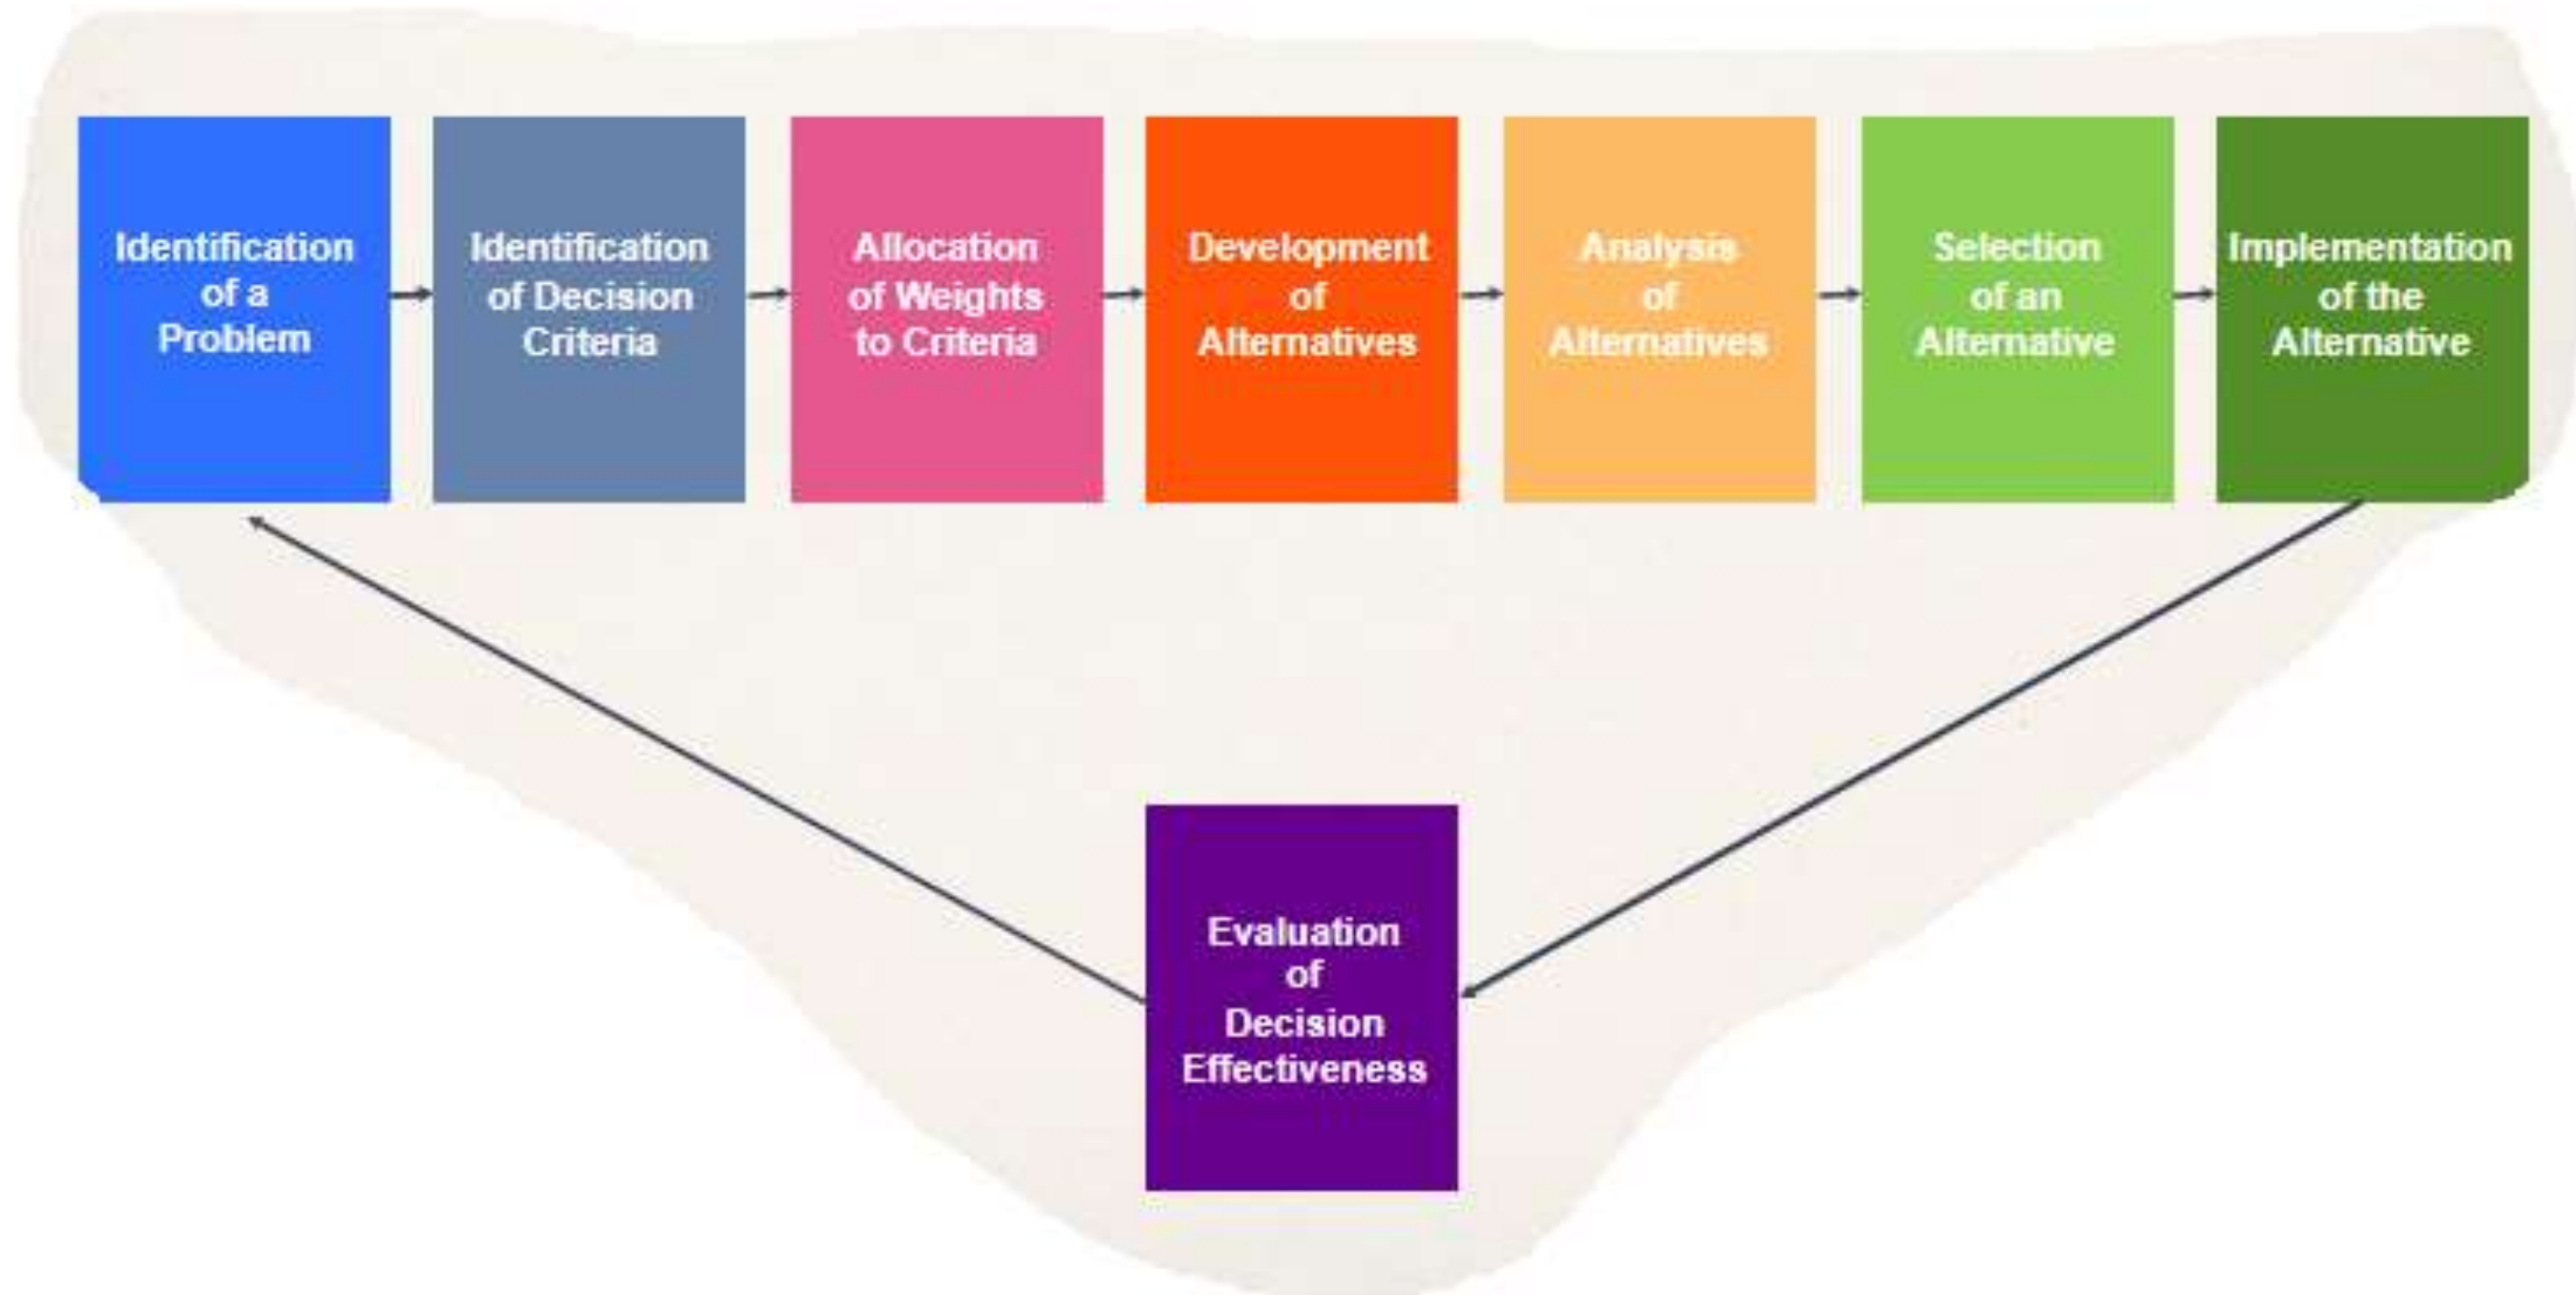 Identification
of a
Problem
Identification
of Decision
Criteria
Allocation
of Weights
to Criteria
Development
of
Alternatives
Analysis
of
Alternatives
Selection
of an
Alternative
Implementation
of the
Alternative
Evaluation
of
Decision
Effectiveness